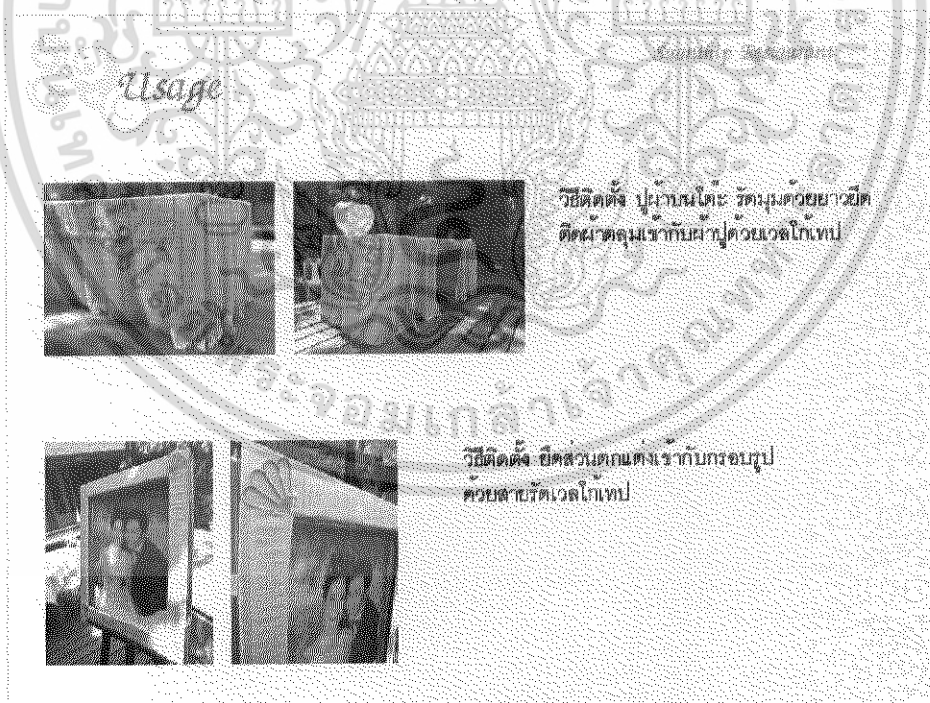 Usage
วิธีติดตั้ง ปูผ้าบนโต๊ะ รัดมุมด้วยยางยืด
ติดผ้าคลุมเข้ากับผ้าปูด้วยเวลโก้เทป
วิธีติดตั้ง ยึดส่วนตกแต่งเข้ากับกรอบรูป
ด้วยสายรัดเวลโก้เทป